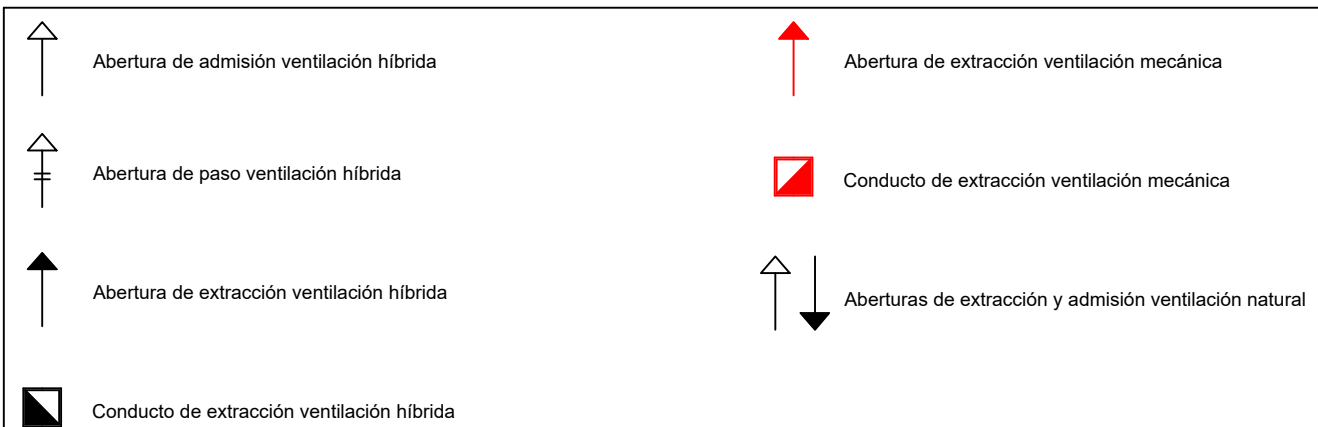 Abertura de admisión ventilación híbrida
Abertura de paso ventilación híbrida
Abertura de extracción ventilación híbrida
Conducto de extracción ventilación híbrida
Abertura de extracción ventilación mecánica
Conducto de extracción ventilación mecánica
Aberturas de extracción y admisión ventilación natural